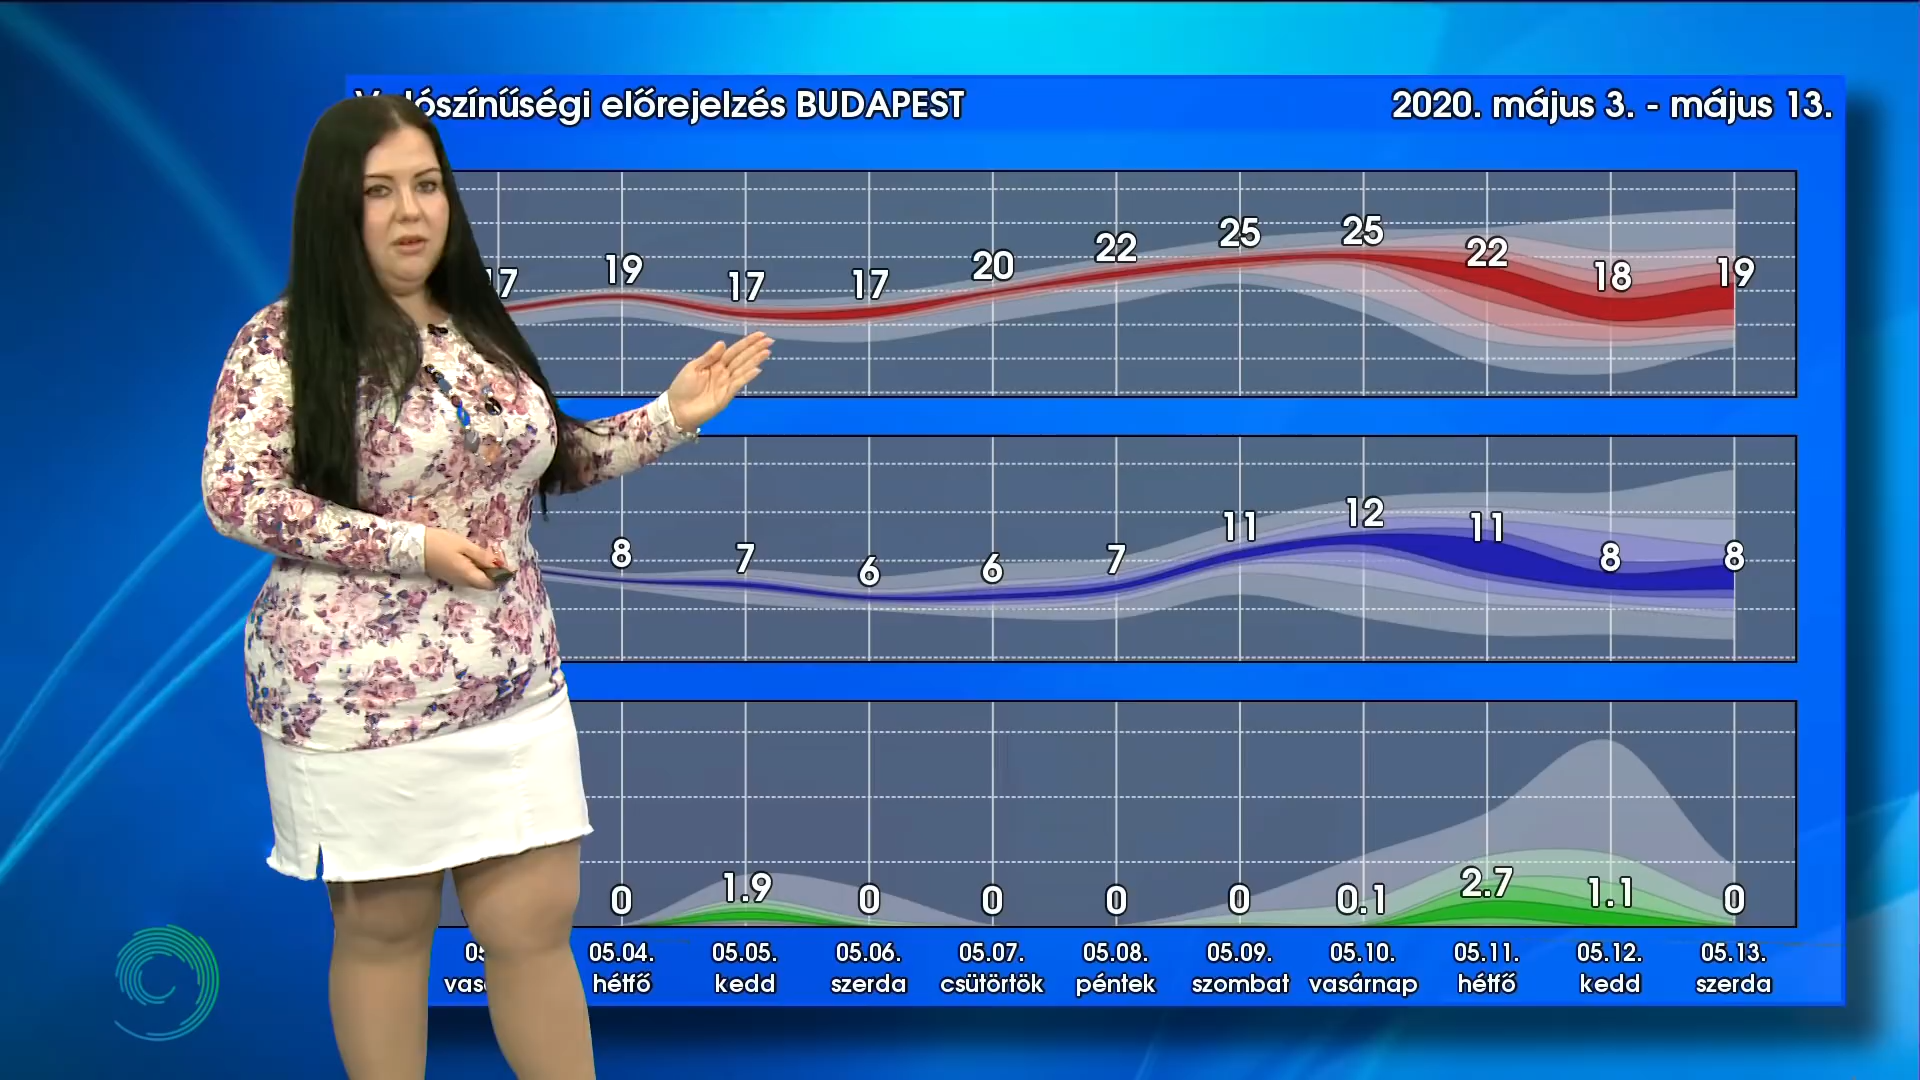 előrejelzés BUDAPEST
2020. május 3. - május 13.
19 17 17 20 22 25 25 22 18 19
8 7 6 6 7 11 12 11 8 8
0 1.9 0 0 0 0 0.1 2.7 1.1 0
05.04. 05.05. 05.06. 05.07. 05.08. 05.09. 05.10. 05.11. 05.12. 05.13.
hétfő kedd szerda csütörtök péntek szombat vasárnap hétfő kedd szerda